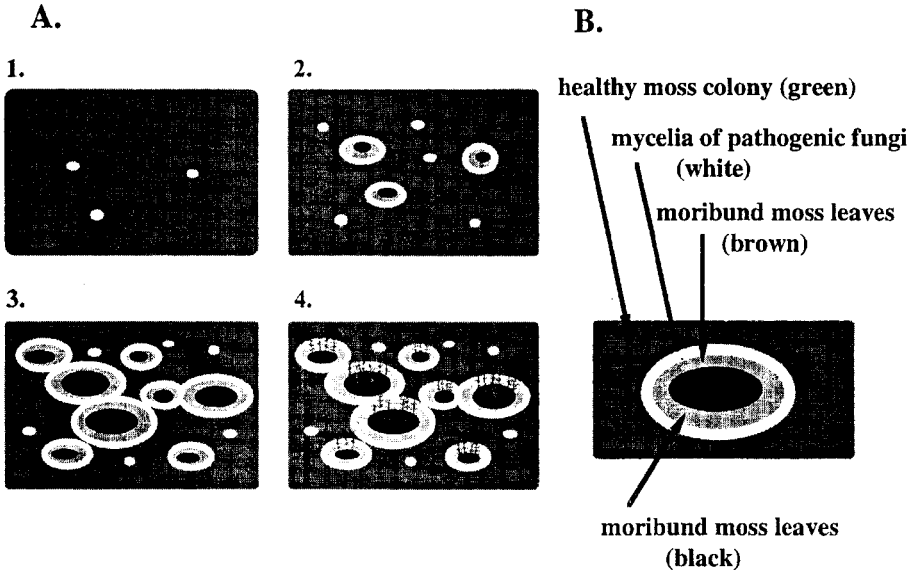 A.
1.
2.
3.
4.
B.
healthy moss colony (green)
mycelia of pathogenic fungi
(white)
moribund moss leaves
(brown)
moribund moss leaves
(black)